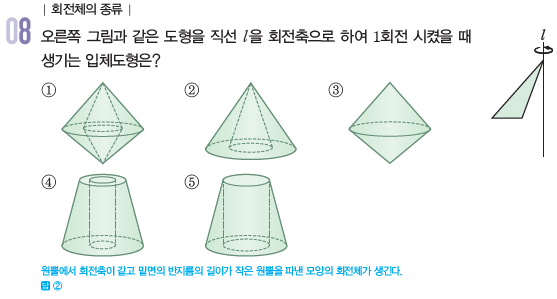 | 회전체의 종류 |
08 오른쪽 그림과 같은 도형을 직선 l을 회전축으로 하여 1회전 시켰을 때
생기는 입체도형은?
l
① ② ③
④ ⑤
원뿔에서 회전축이 같고 밑면의 반지름의 길이가 작은 원뿔을 파낸 모양의 회전체가 생긴다.
답 ②